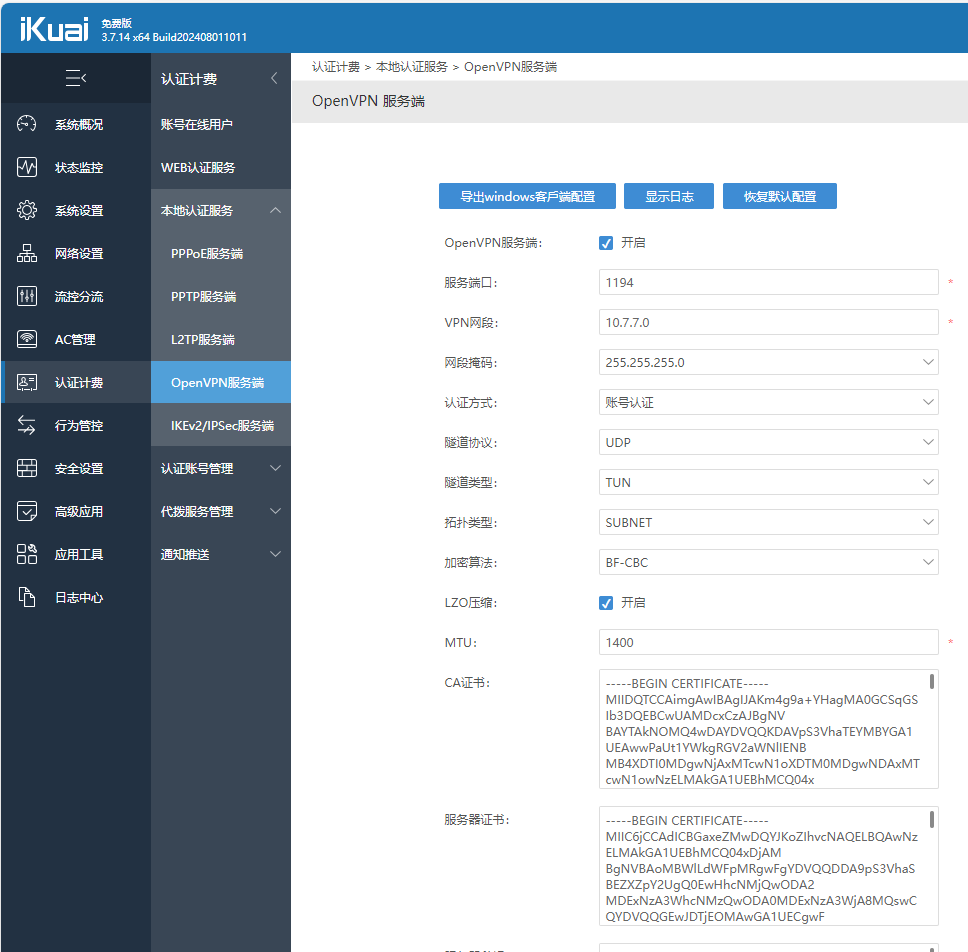 iKuai 免费版
3.7.14 x64 Build202408011011
认证计费
系统概况
状态监控
系统设置
网络设置
流控分流
AC管理
认证计费
行为管控
安全设置
高级应用
应用工具
日志中心
账号在线用户
WEB认证服务
本地认证服务
PPPoE服务端
PPTP服务端
L2TP服务端
OpenVPN服务端
IKEv2/IPSec服务端
认证账号管理
代拨服务管理
通知推送
认证计费 > 本地认证服务 > OpenVPN服务端
OpenVPN 服务端
导出windows客户端配置 显示日志 恢复默认配置
OpenVPN服务端: 开启
服务端口: 1194 *
VPN网段: 10.7.7.0 *
网段掩码: 255.255.255.0
认证方式: 账号认证
隧道协议: UDP
隧道类型: TUN
拓扑类型: SUBNET
加密算法: BF-CBC
LZO压缩: 开启
MTU: 1400 *
CA证书: -----BEGIN CERTIFICATE-----
MIIDQTCCAimgAwIBAgIJAKm4g9a+YHagMA0GCSqGS
Ib3DQEBCwUAMDcxCzAJBgNV
BAYTAkNOMQ4wDAYDVQQKDAVpS3VhaTEYMBYGA1
UEAwwPaUt1YWkgRGV2aWNlIENB
MB4XDTI0MDgwNjAxMTcwN1oXDTM0MDgwNDAxMT
cwN1owNzELMAkGA1UEBhMCQ04x
服务器证书: -----BEGIN CERTIFICATE-----
MIIC6jCCAdICBGaxeZMwDQYJKoZIhvcNAQELBQAwNz
ELMAkGA1UEBhMCQ04xDjAM
BgNVBAoMBWlLdWFpMRgwFgYDVQQDDA9pS3VhaS
BEZXZpY2UgQ0EwHhcNMjQwODA2
MDExNzA3WhcNMzQwODA0MDExNzA3WjA8MQswC
QYDVQQGEwJDTjEOMAwGA1UECgwF